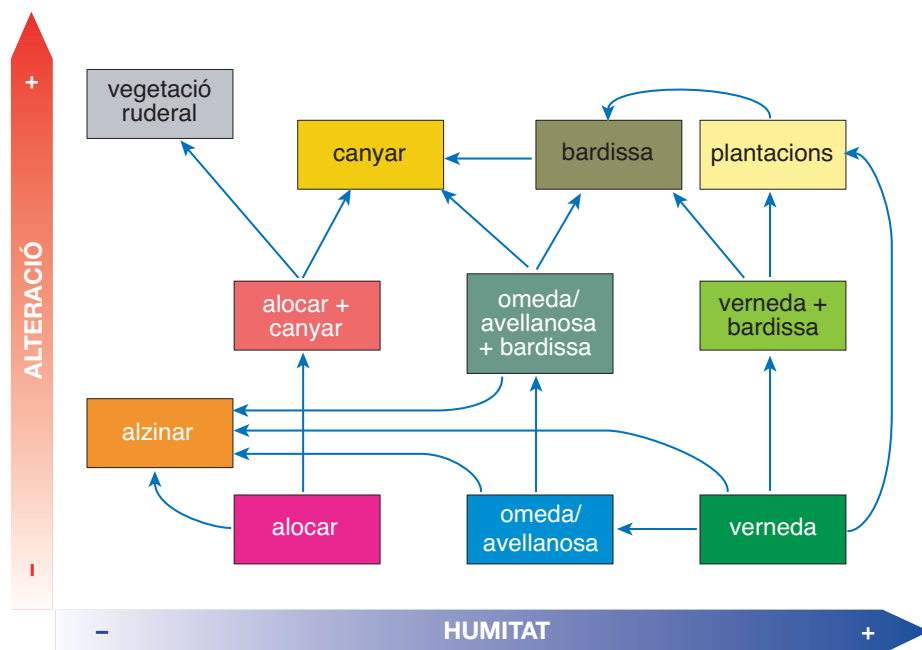 +
vegetació
ruderal
canyar
bardissa
plantacions
ALTERACIÓ
alocar +
canyar
omeda/
avellanosa
+ bardissa
verneda +
bardissa
alzinar
alocar
omeda/
avellanosa
verneda
–
– HUMITAT +